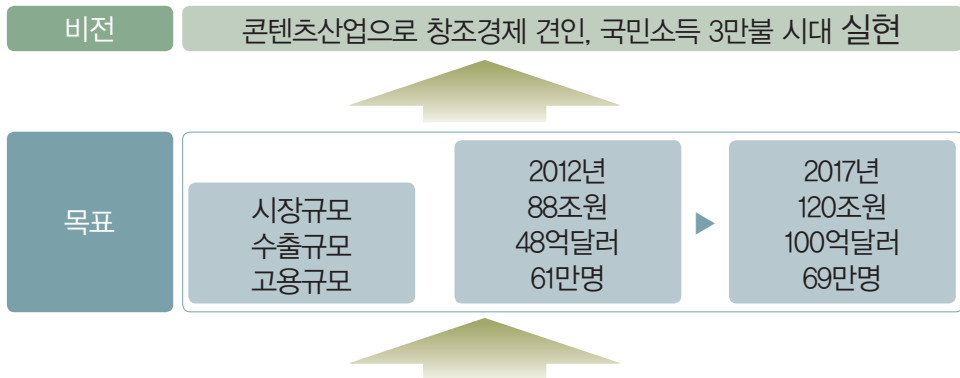 비전
콘텐츠산업으로 창조경제 견인, 국민소득 3만불 시대 실현
목표
시장규모
수출규모
고용규모
2012년
88조원
48억달러
61만명
2017년
120조원
100억달러
69만명